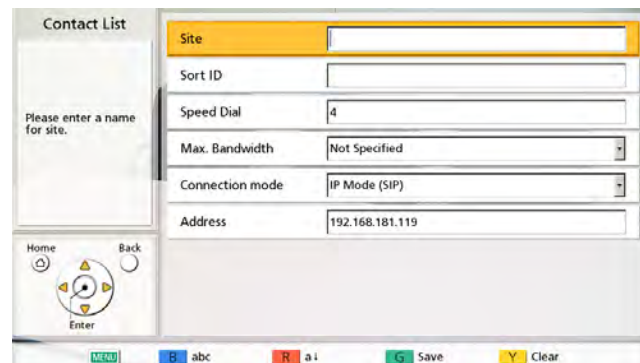 Contact List
Please enter a name
for site.
Site
Sort ID
Speed Dial
4
Max. Bandwidth
Not Specified
Connection mode
IP Mode (SIP)
Address
192.168.181.119
Home
Back
Enter
MENU
B abc
R a↓
G Save
Y Clear